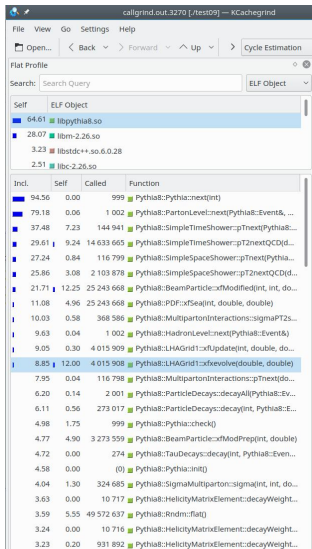 callgrind.out.3270 [./test09] — KCachegrind
File View Go Settings Help
Open... Back Forward Up Cycle Estimation
Flat Profile
Search: Search Query ELF Object
Self ELF Object
64.61 libpythia8.so
28.07 libm-2.26.so
3.23 libstdc++.so.6.0.28
2.51 libc-2.26.so
Incl. Self Called Function
94.56 0.00 999 Pythia8::Pythia::next(int)
79.18 0.06 1 002 Pythia8::PartonLevel::next(Pythia8::Event&, ...
37.48 7.23 144 941 Pythia8::SimpleTimeShower::pTnext(Pythia8...
29.61 9.24 14 633 665 Pythia8::SimpleTimeShower::pT2nextQCD(d...
27.24 0.84 116 799 Pythia8::SimpleSpaceShower::pTnext(Pythia...
25.86 3.08 2 103 878 Pythia8::SimpleSpaceShower::pT2nextQCD(d...
21.71 12.25 25 243 668 Pythia8::BeamParticle::xfModified(int, int, do...
11.08 4.96 25 243 668 Pythia8::PDF::xfSea(int, double, double)
10.03 0.58 368 586 Pythia8::MultipartonInteractions::sigmaPT2s...
9.63 0.04 1 002 Pythia8::HadronLevel::next(Pythia8::Event&)
9.05 0.30 4 015 909 Pythia8::LHAGrid1::xfUpdate(int, double, do...
8.85 12.00 4 015 908 Pythia8::LHAGrid1::xfxevolve(double, double)
7.95 0.04 116 798 Pythia8::MultipartonInteractions::pTnext(do...
6.20 0.14 2 001 Pythia8::ParticleDecays::decayAll(Pythia8::Ev...
6.11 0.56 273 017 Pythia8::ParticleDecays::decay(int, Pythia8::E...
4.98 1.75 999 Pythia8::Pythia::check()
4.77 4.90 3 273 559 Pythia8::BeamParticle::xfModPrep(int, double)
4.72 0.00 274 Pythia8::TauDecays::decay(int, Pythia8::Even...
4.58 0.00 (0) Pythia8::Pythia::init()
4.04 1.30 324 685 Pythia8::SigmaMultiparton::sigma(int, int, do...
3.63 0.00 10 717 Pythia8::HelicityMatrixElement::decayWeight...
3.59 5.55 49 572 637 Pythia8::Rndm::flat()
3.24 0.00 10 716 Pythia8::HelicityMatrixElement::decayWeight...
3.23 0.20 931 892 Pythia8::HelicityMatrixElement::decayWeight...